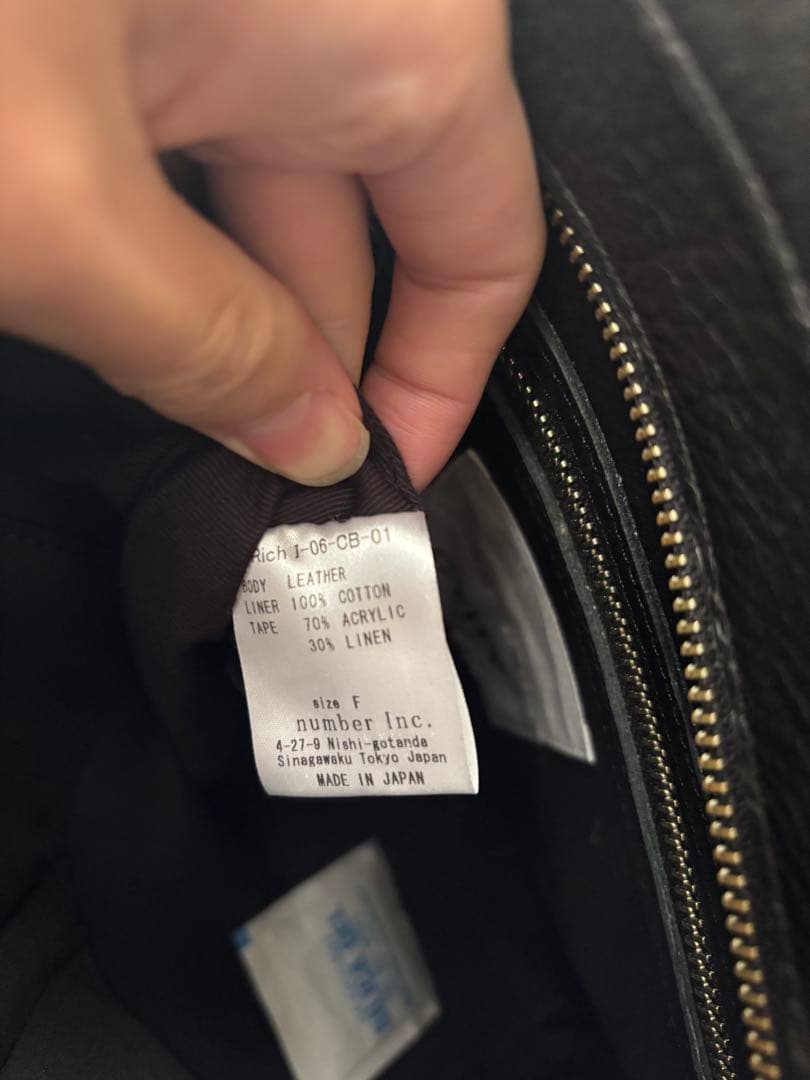 Rich I-06-CB-01
BODY LEATHER
LINER 100% COTTON
TAPE 70% ACRYLIC
30% LINEN
size F
number Inc.
4-27-9 Nishi-gotanda
Sinagawaku Tokyo Japan
MADE IN JAPAN